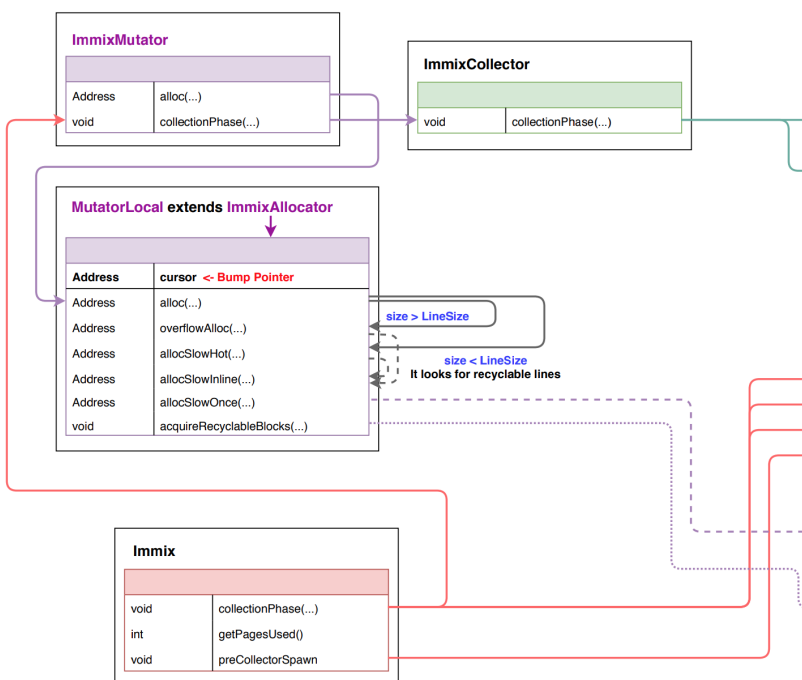 ImmixMutator
Address alloc(...)
void collectionPhase(...)
ImmixCollector
void collectionPhase(...)
MutatorLocal extends ImmixAllocator
Address cursor <- Bump Pointer
Address alloc(...)
Address overflowAlloc(...)
Address allocSlowHot(...)
Address allocSlowInline(...)
Address allocSlowOnce(...)
void acquireRecyclableBlocks(...)
size > LineSize
size < LineSize
It looks for recyclable lines
Immix
void collectionPhase(...)
int getPagesUsed()
void preCollectorSpawn